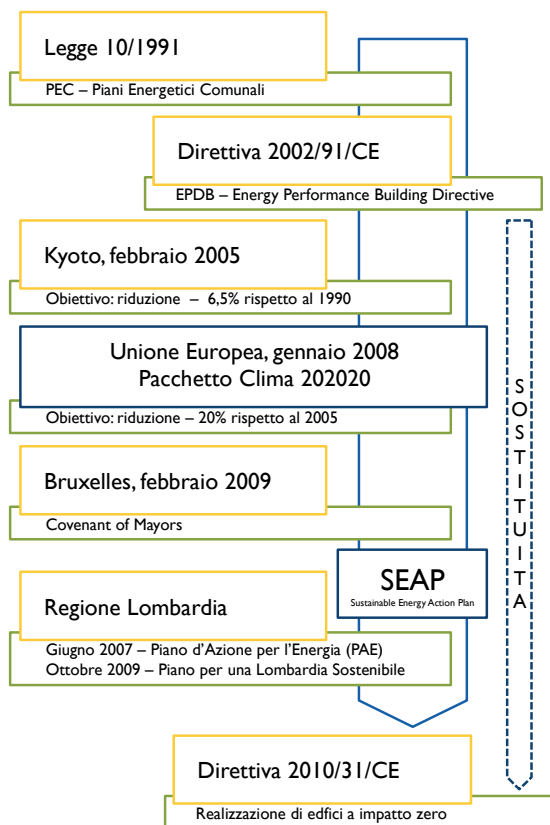 Legge 10/1991
PEC – Piani Energetici Comunali
Direttiva 2002/91/CE
EPDB – Energy Performance Building Directive
Kyoto, febbraio 2005
Obiettivo: riduzione – 6,5% rispetto al 1990
Unione Europea, gennaio 2008
Pacchetto Clima 202020
Obiettivo: riduzione – 20% rispetto al 2005
Bruxelles, febbraio 2009
Covenant of Mayors
SEAP
Sustainable Energy Action Plan
Regione Lombardia
Giugno 2007 – Piano d'Azione per l'Energia (PAE)
Ottobre 2009 – Piano per una Lombardia Sostenibile
SOSTITUITA
Direttiva 2010/31/CE
Realizzazione di edfici a impatto zero